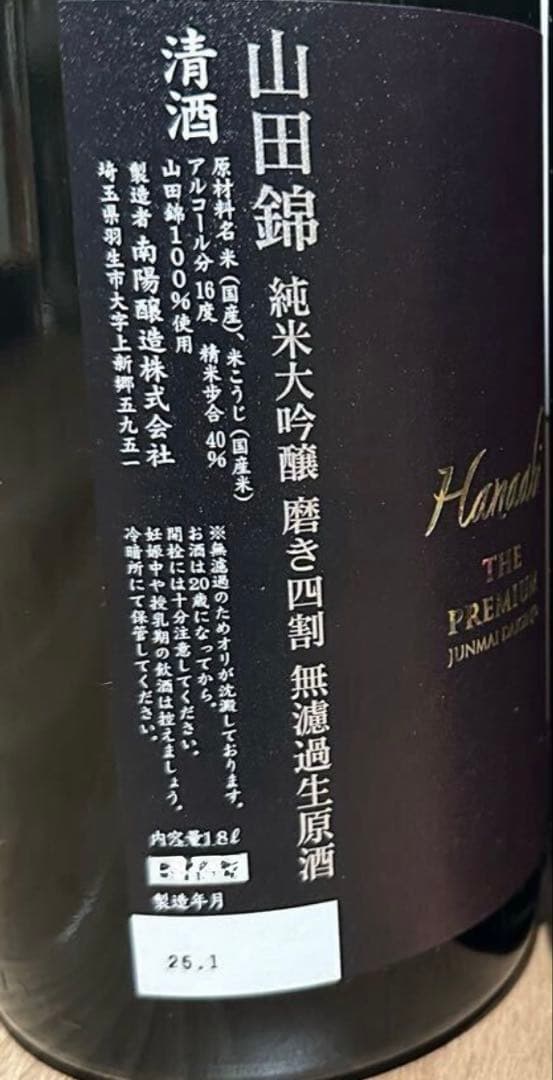 山田錦 純米大吟醸 磨き四割 無濾過生原酒
清酒
原材料名 米(国産)、米こうじ(国産米)
アルコール分 16度 精米歩合 40%
山田錦100%使用
製造者 南陽醸造株式会社
埼玉県羽生市大字上新郷五九五一
※無濾過のためオリが沈澱しております。
お酒は20歳になってから。
開栓には十分注意してください。
妊娠中や授乳期の飲酒は控えましょう。
冷暗所にて保管してください。
内容量1.8ℓ
製造年月
26.1
THE
PREMIUM
JUNMAI